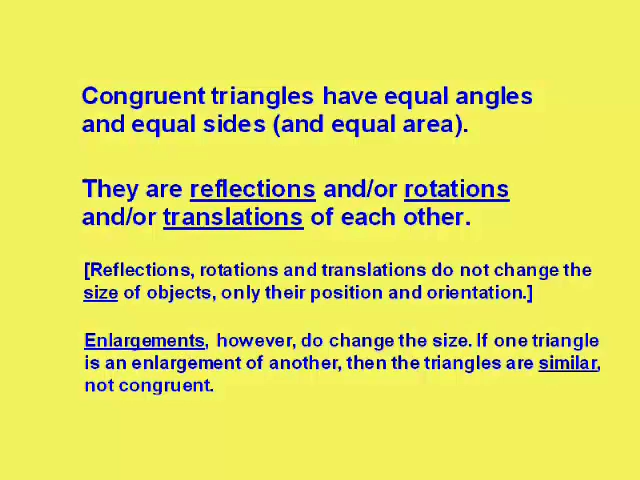 Congruent triangles have equal angles
and equal sides (and equal area).
They are reflections and/or rotations
and/or translations of each other.
[Reflections, rotations and translations do not change the
size of objects, only their position and orientation.]
Enlargements, however, do change the size. If one triangle
is an enlargement of another, then the triangles are similar,
not congruent.